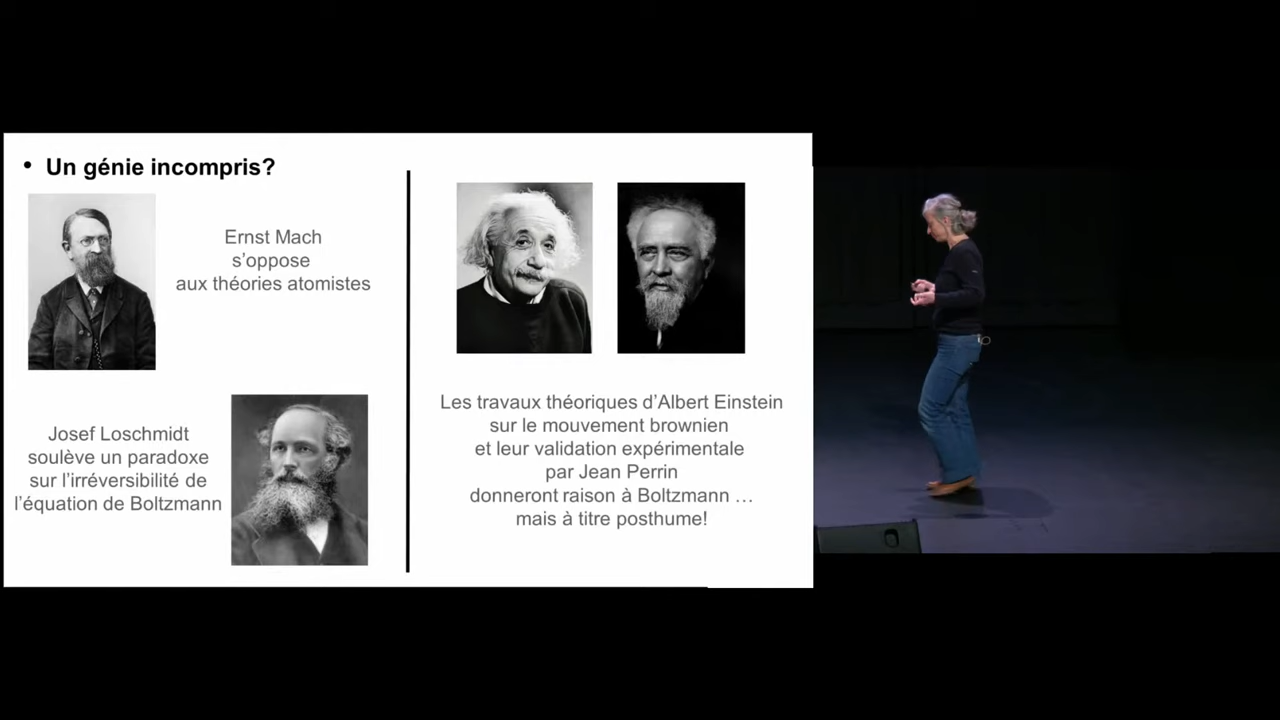 • Un génie incompris?
Ernst Mach
s’oppose
aux théories atomistes
Josef Loschmidt
soulève un paradoxe
sur l’irréversibilité de
l’équation de Boltzmann
Les travaux théoriques d’Albert Einstein
sur le mouvement brownien
et leur validation expérimentale
par Jean Perrin
donneront raison à Boltzmann …
mais à titre posthume!